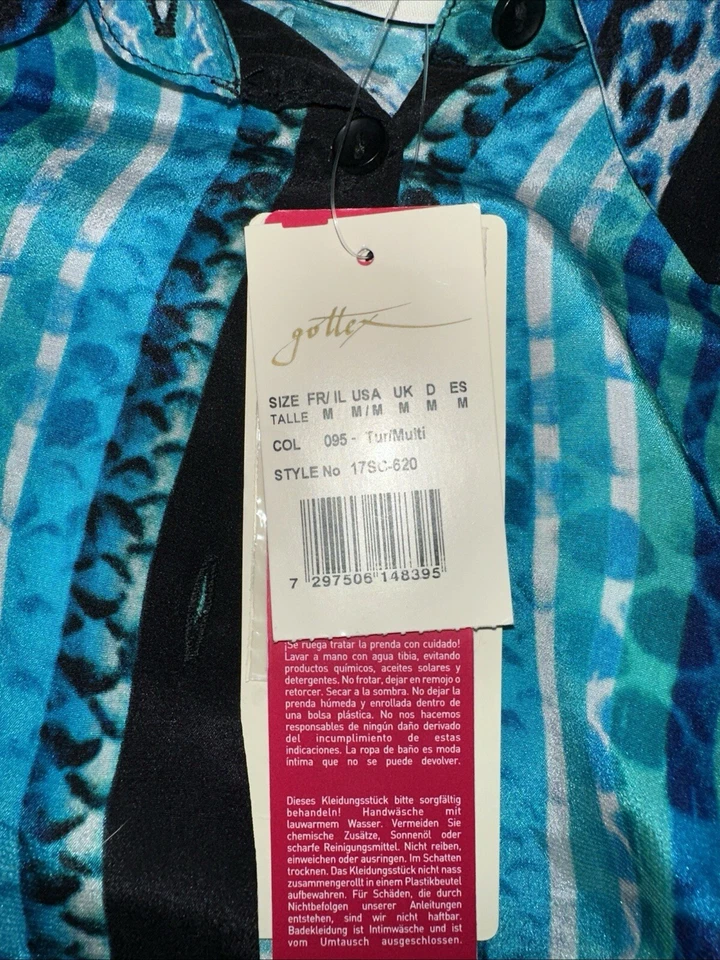 gottex
SIZE FR/IL USA UK D ES
TALLE M M/M M M M
COL 095 - Tur/Multi
STYLE No 17SC-620
7 297506 148395
¡Se ruega tratar la prenda con cuidado!
Lavar a mano con agua tibia, evitando
productos químicos, aceites solares y
detergentes. No frotar, dejar en remojo o
retorcer. Secar a la sombra. No dejar la
prenda húmeda y enrollada dentro de
una bolsa plástica. No nos hacemos
responsables de ningún daño derivado
del incumplimiento de estas
indicaciones. La ropa de baño es moda
íntima que no se puede devolver.
Dieses Kleidungsstück bitte sorgfältig
behandeln! Handwäsche mit
lauwarmem Wasser. Vermeiden Sie
chemische Zusätze, Sonnenöl oder
scharfe Reinigungsmittel. Nicht reiben,
einweichen oder ausringen. Im Schatten
trocknen. Das Kleidungsstück nicht nass
zusammengerollt in einem Plastikbeutel
aufbewahren. Für Schäden, die durch
Nichtbefolgen unserer Anleitungen
entstehen, sind wir nicht haftbar.
Badekleidung ist Intimwäsche und ist
vom Umtausch ausgeschlossen.